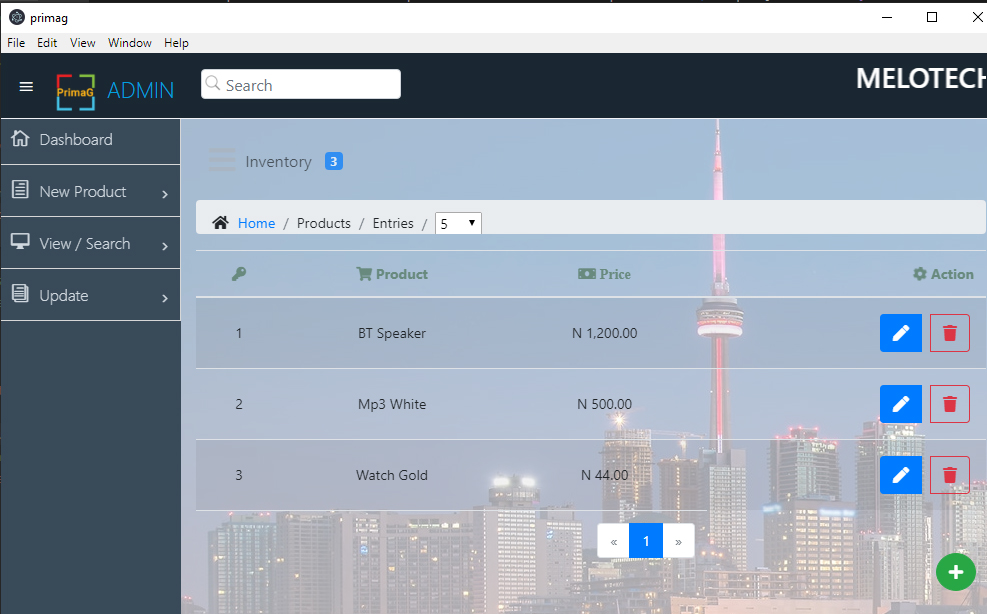 primag
File Edit View Window Help
PrimaG ADMIN Search MELOTECH
Dashboard
Inventory 3
New Product
Home / Products / Entries / 5
View / Search
Product Price Action
Update
1 BT Speaker N 1,200.00
2 Mp3 White N 500.00
3 Watch Gold N 44.00
« 1 »